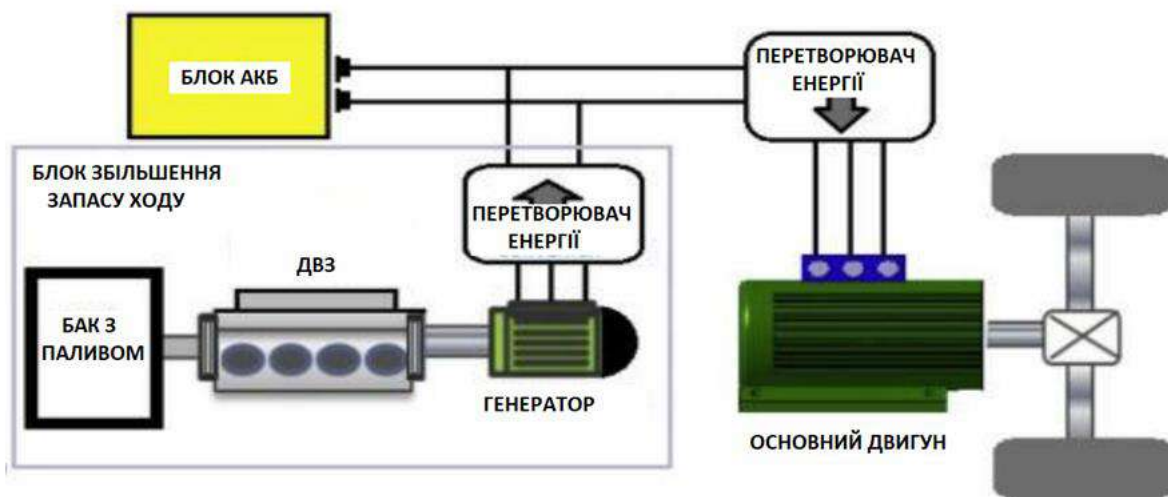 БЛОК АКБ
ПЕРЕТВОРЮВАЧ
ЕНЕРГІЇ
БЛОК ЗБІЛЬШЕННЯ
ЗАПАСУ ХОДУ
ПЕРЕТВОРЮВАЧ
ЕНЕРГІЇ
ДВЗ
БАК З
ПАЛИВОМ
ГЕНЕРАТОР
ОСНОВНИЙ ДВИГУН